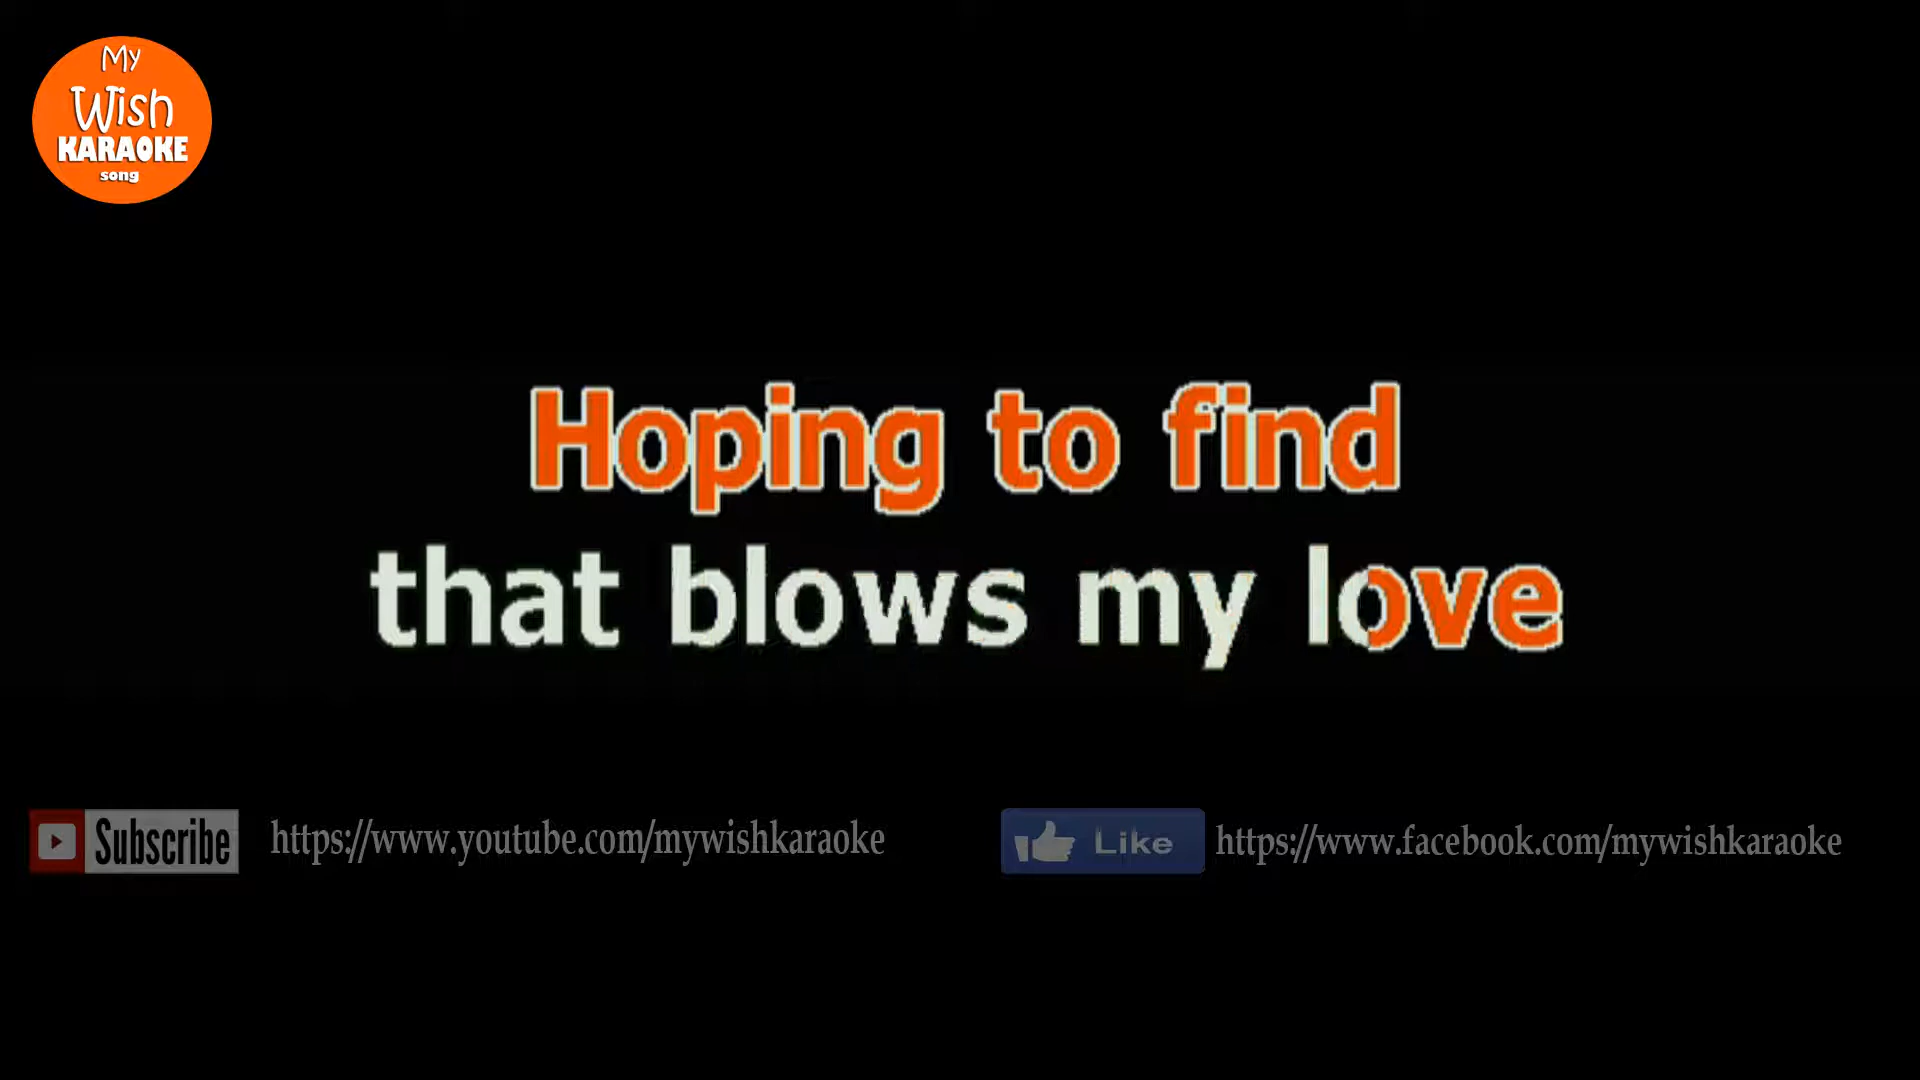 My
Wish
KARAOKE
song
Hoping to find
that blows my love
Subscribe https://www.youtube.com/mywishkaraoke
Like https://www.facebook.com/mywishkaraoke